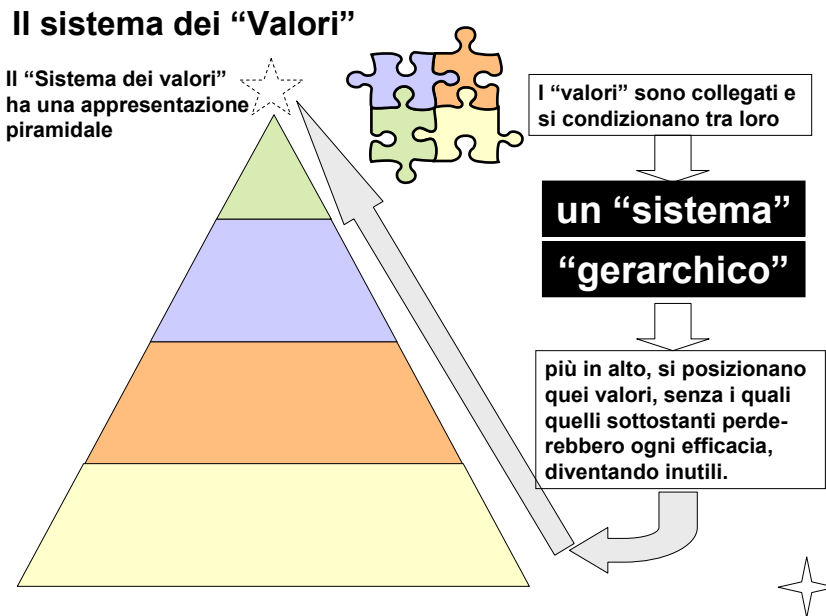 Il sistema dei “Valori”
Il “Sistema dei valori”
ha una appresentazione
piramidale
I “valori” sono collegati e
si condizionano tra loro
un “sistema”
“gerarchico”
più in alto, si posizionano
quei valori, senza i quali
quelli sottostanti perde-
rebbero ogni efficacia,
diventando inutili.